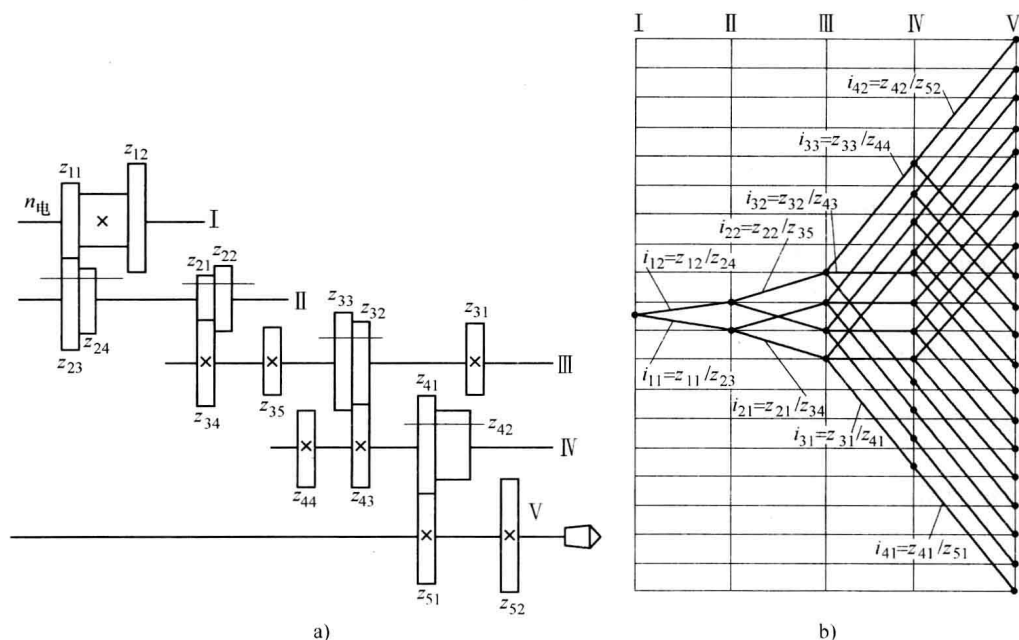 z₁₁
z₁₂
n电
Ⅰ
z₂₁
z₂₂
Ⅱ
z₂₃
z₂₄
z₃₃
z₃₂
z₃₁
Ⅲ
z₃₄
z₃₅
z₄₁
z₄₂
Ⅳ
z₄₄
z₄₃
Ⅴ
z₅₁
z₅₂
a)
Ⅰ Ⅱ Ⅲ Ⅳ Ⅴ
i₄₂=z₄₂/z₅₂
i₃₃=z₃₃/z₄₄
i₃₂=z₃₂/z₄₃
i₂₂=z₂₂/z₃₅
i₁₂=z₁₂/z₂₄
i₁₁=z₁₁/z₂₃
i₂₁=z₂₁/z₃₄
i₃₁=z₃₁/z₄₁
i₄₁=z₄₁/z₅₁
b)